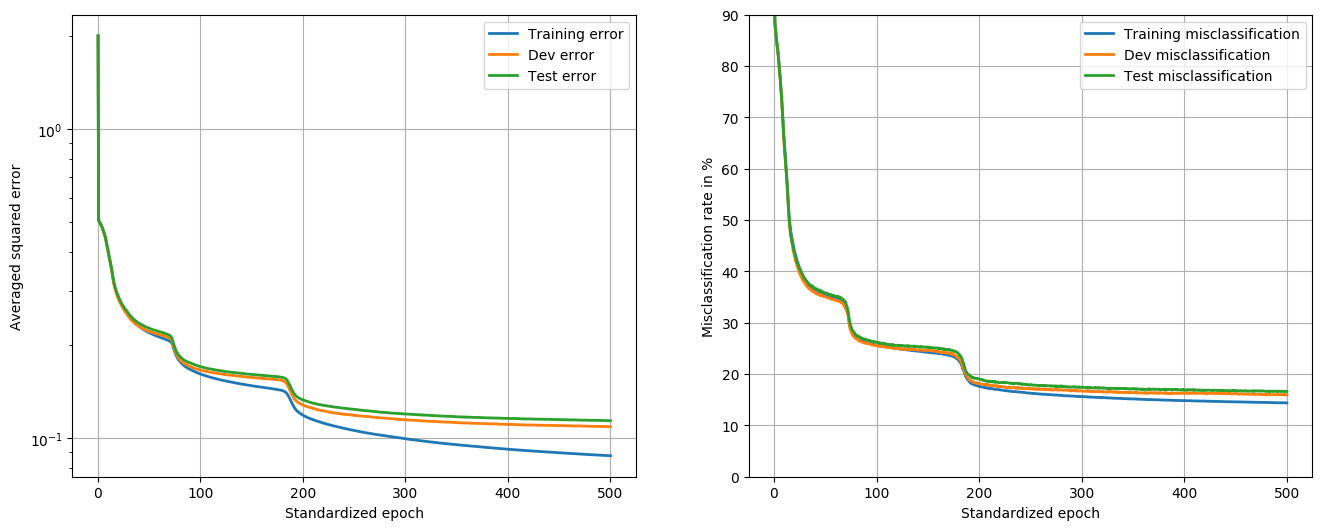 Training error
Dev error
Test error
10⁰
10⁻¹
Averaged squared error
0 100 200 300 400 500
Standardized epoch
Training misclassification
Dev misclassification
Test misclassification
90
80
70
60
50
40
30
20
10
0
Misclassification rate in %
0 100 200 300 400 500
Standardized epoch